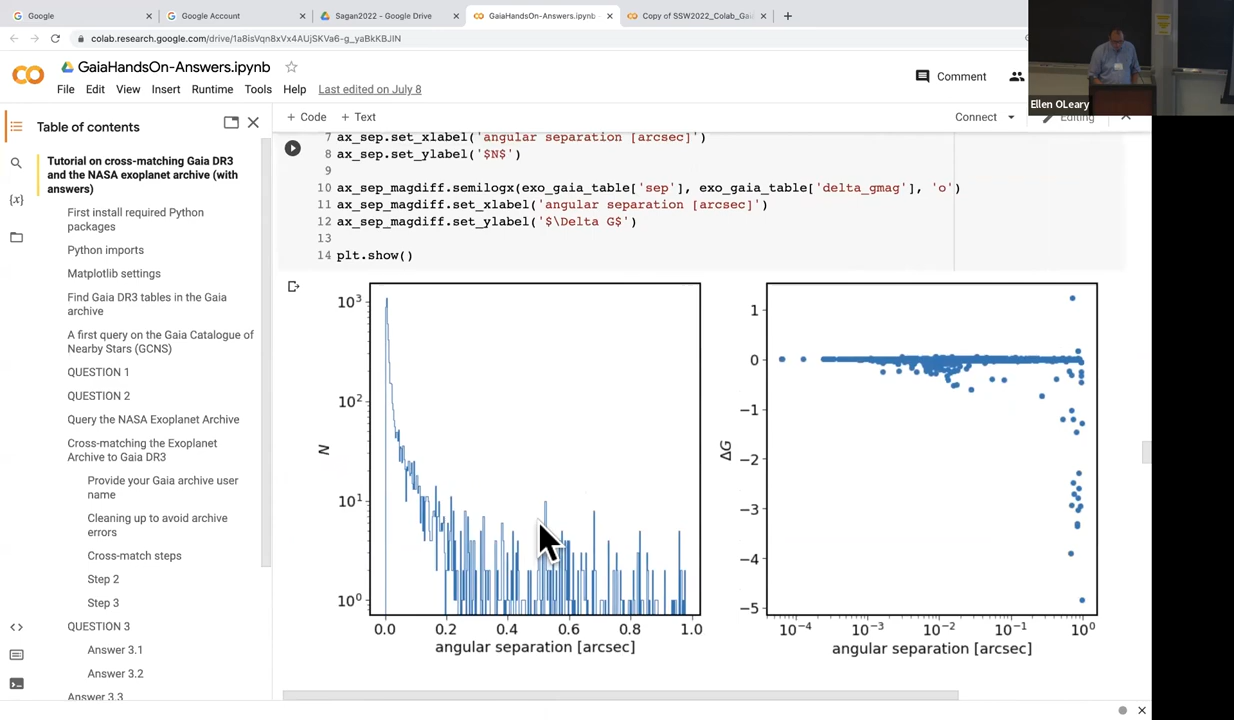 Google
Google Account
Sagan2022 - Google Drive
GaiaHandsOn-Answers.ipynb
Copy of SSW2022_Colab_Gai
colab.research.google.com/drive/1a8isVqn8xVx4AUjSKVa6-g_yaBkKBJIN
GaiaHandsOn-Answers.ipynb
File Edit View Insert Runtime Tools Help Last edited on July 8
Comment
Ellen OLeary
Table of contents
+ Code + Text
Connect
Editing
Tutorial on cross-matching Gaia DR3
and the NASA exoplanet archive (with
answers)
First install required Python
packages
Python imports
Matplotlib settings
Find Gaia DR3 tables in the Gaia
archive
A first query on the Gaia Catalogue of
Nearby Stars (GCNS)
QUESTION 1
QUESTION 2
Query the NASA Exoplanet Archive
Cross-matching the Exoplanet
Archive to Gaia DR3
Provide your Gaia archive user
name
Cleaning up to avoid archive
errors
Cross-match steps
Step 2
Step 3
QUESTION 3
Answer 3.1
Answer 3.2
Answer 3.3
7 ax_sep.set_xlabel('angular separation [arcsec]')
8 ax_sep.set_ylabel('$N$')
9
10 ax_sep_magdiff.semilogx(exo_gaia_table['sep'], exo_gaia_table['delta_gmag'], 'o')
11 ax_sep_magdiff.set_xlabel('angular separation [arcsec]')
12 ax_sep_magdiff.set_ylabel('$\Delta G$')
13
14 plt.show()
10³
10²
10¹
10⁰
N
0.0 0.2 0.4 0.6 0.8 1.0
angular separation [arcsec]
1
0
−1
−2
−3
−4
−5
ΔG
10⁻⁴ 10⁻³ 10⁻² 10⁻¹ 10⁰
angular separation [arcsec]